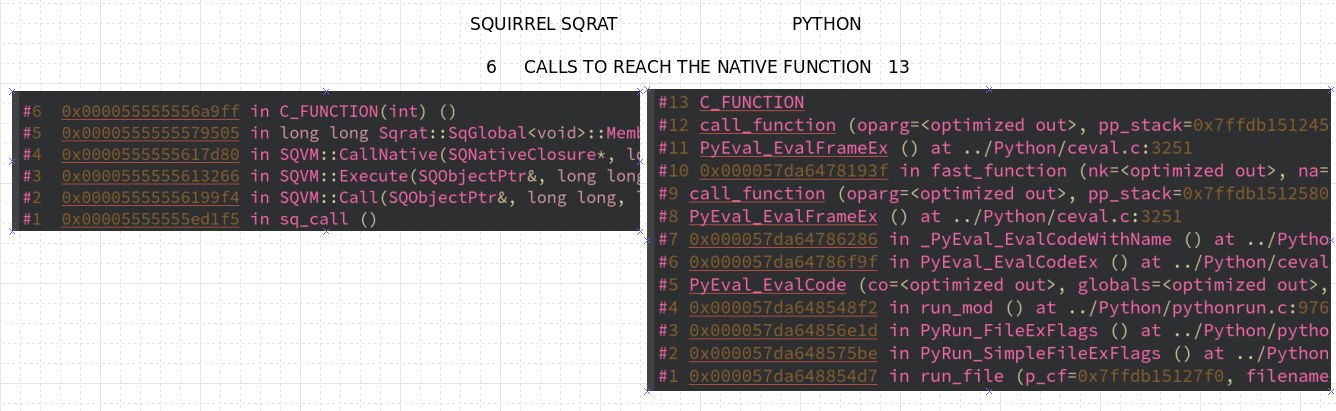 SQUIRREL SQRAT PYTHON
6 CALLS TO REACH THE NATIVE FUNCTION 13
#6 0x000055555556a9ff in C_FUNCTION(int) ()
#5 0x0000555555579505 in long long Sqrat::SqGlobal<void>::Memb
#4 0x0000555555617d80 in SQVM::CallNative(SQNativeClosure*, lo
#3 0x0000555555613266 in SQVM::Execute(SQObjectPtr&, long long
#2 0x00005555556199f4 in SQVM::Call(SQObjectPtr&, long long,
#1 0x00005555555ed1f5 in sq_call ()
#13 C_FUNCTION
#12 call_function (oparg=<optimized out>, pp_stack=0x7ffdb151245
#11 PyEval_EvalFrameEx () at ../Python/ceval.c:3251
#10 0x000057da6478193f in fast_function (nk=<optimized out>, na=
#9 call_function (oparg=<optimized out>, pp_stack=0x7ffdb1512580
#8 PyEval_EvalFrameEx () at ../Python/ceval.c:3251
#7 0x000057da64786286 in _PyEval_EvalCodeWithName () at ../Pytho
#6 0x000057da64786f9f in PyEval_EvalCodeEx () at ../Python/ceval
#5 PyEval_EvalCode (co=<optimized out>, globals=<optimized out>,
#4 0x000057da648548f2 in run_mod () at ../Python/pythonrun.c:976
#3 0x000057da64856e1d in PyRun_FileExFlags () at ../Python/pytho
#2 0x000057da648575be in PyRun_SimpleFileExFlags () at ../Python
#1 0x000057da648854d7 in run_file (p_cf=0x7ffdb15127f0, filename